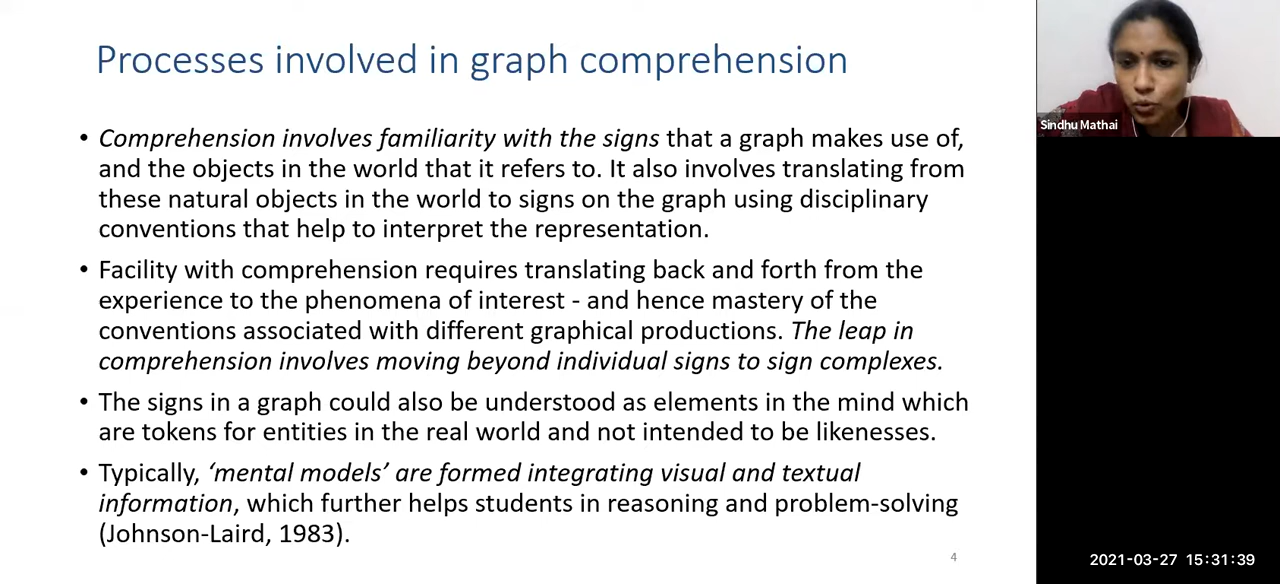 Processes involved in graph comprehension
• Comprehension involves familiarity with the signs that a graph makes use of,
and the objects in the world that it refers to. It also involves translating from
these natural objects in the world to signs on the graph using disciplinary
conventions that help to interpret the representation.
• Facility with comprehension requires translating back and forth from the
experience to the phenomena of interest - and hence mastery of the
conventions associated with different graphical productions. The leap in
comprehension involves moving beyond individual signs to sign complexes.
• The signs in a graph could also be understood as elements in the mind which
are tokens for entities in the real world and not intended to be likenesses.
• Typically, ‘mental models’ are formed integrating visual and textual
information, which further helps students in reasoning and problem-solving
(Johnson-Laird, 1983).
4
Sindhu Mathai
2021-03-27 15:31:39